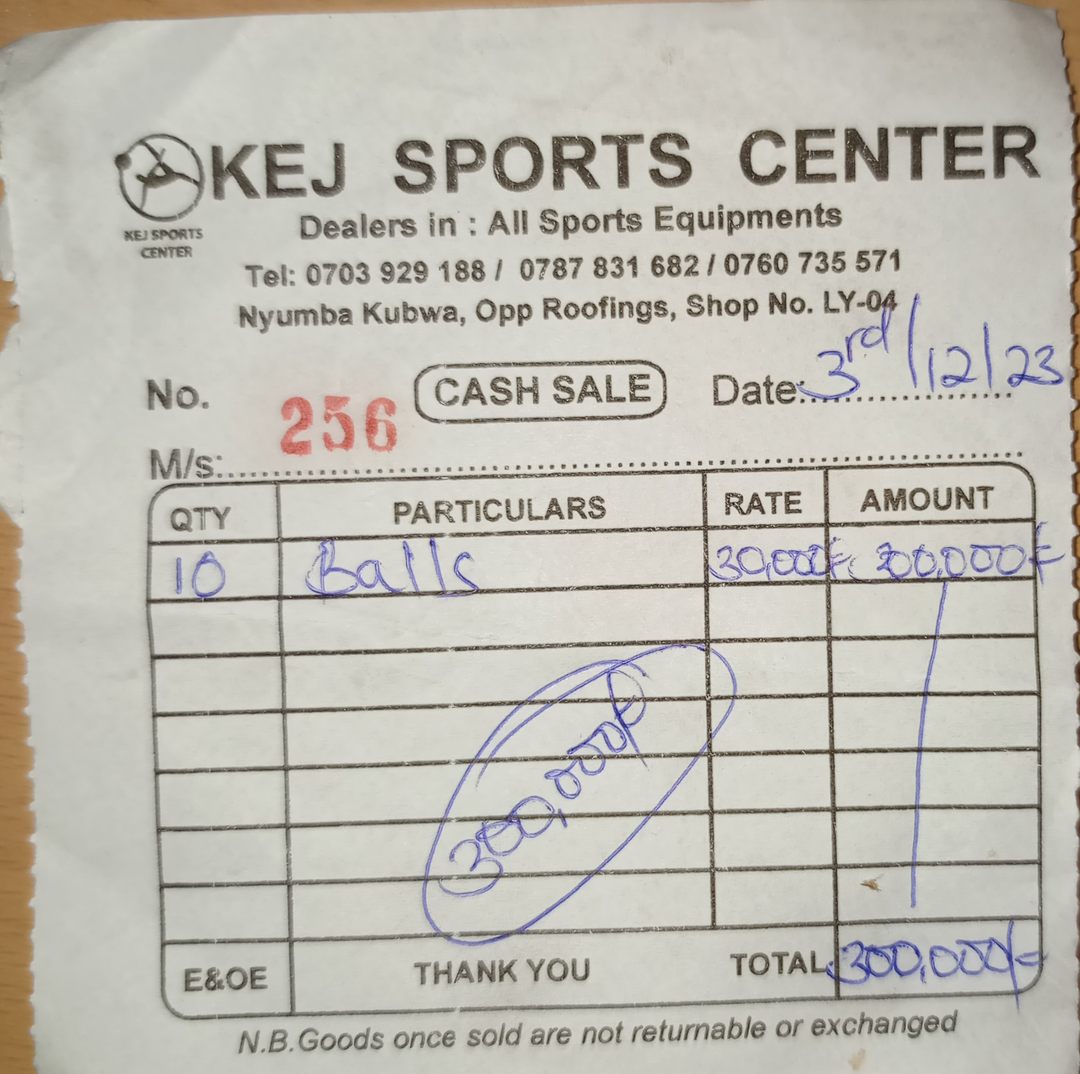 KEJ SPORTS CENTER
KEJ SPORTS
CENTER
Dealers in : All Sports Equipments
Tel: 0703 929 188 / 0787 831 682 / 0760 735 571
Nyumba Kubwa, Opp Roofings, Shop No. LY-04
No. 256 CASH SALE Date: 3rd/12/23
M/s:
QTY PARTICULARS RATE AMOUNT
10 Balls 30,000/= 300,000/=
300,000/=
E&OE THANK YOU TOTAL 300,000/=
N.B.Goods once sold are not returnable or exchanged